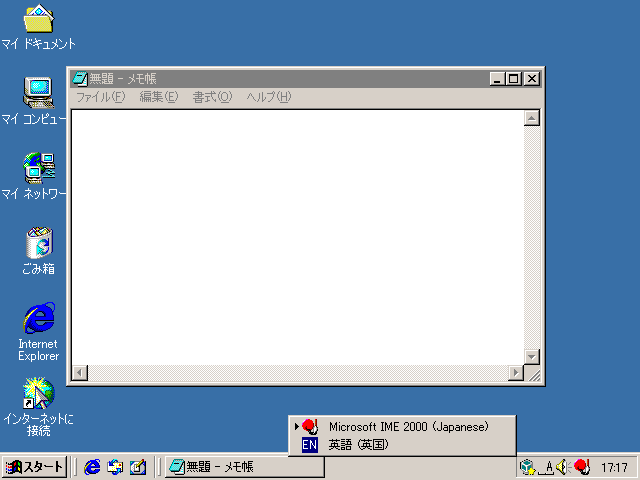 マイ ドキュメント
マイ コンピュー
マイ ネットワー
ごみ箱
Internet
Explorer
インターネットに
接続
無題 - メモ帳
ファイル(F) 編集(E) 書式(O) ヘルプ(H)
Microsoft IME 2000 (Japanese)
EN 英語 (英国)
スタート
無題 - メモ帳
_A
17:17